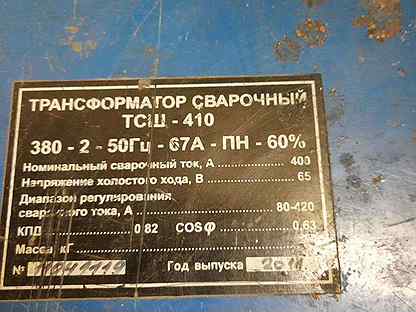 ТРАНСФОРМАТОР СВАРОЧНЫЙ
ТСШ - 410
380 - 2 - 50Гц - 67А - ПН - 60%
Номинальный сварочный ток, А 400
Напряжение холостого хода, В 65
Диапазон регулирования
сварочного тока, А 80-420
КПД 0,82 COSφ 0,63
Масса, кГ
№ Год выпуска